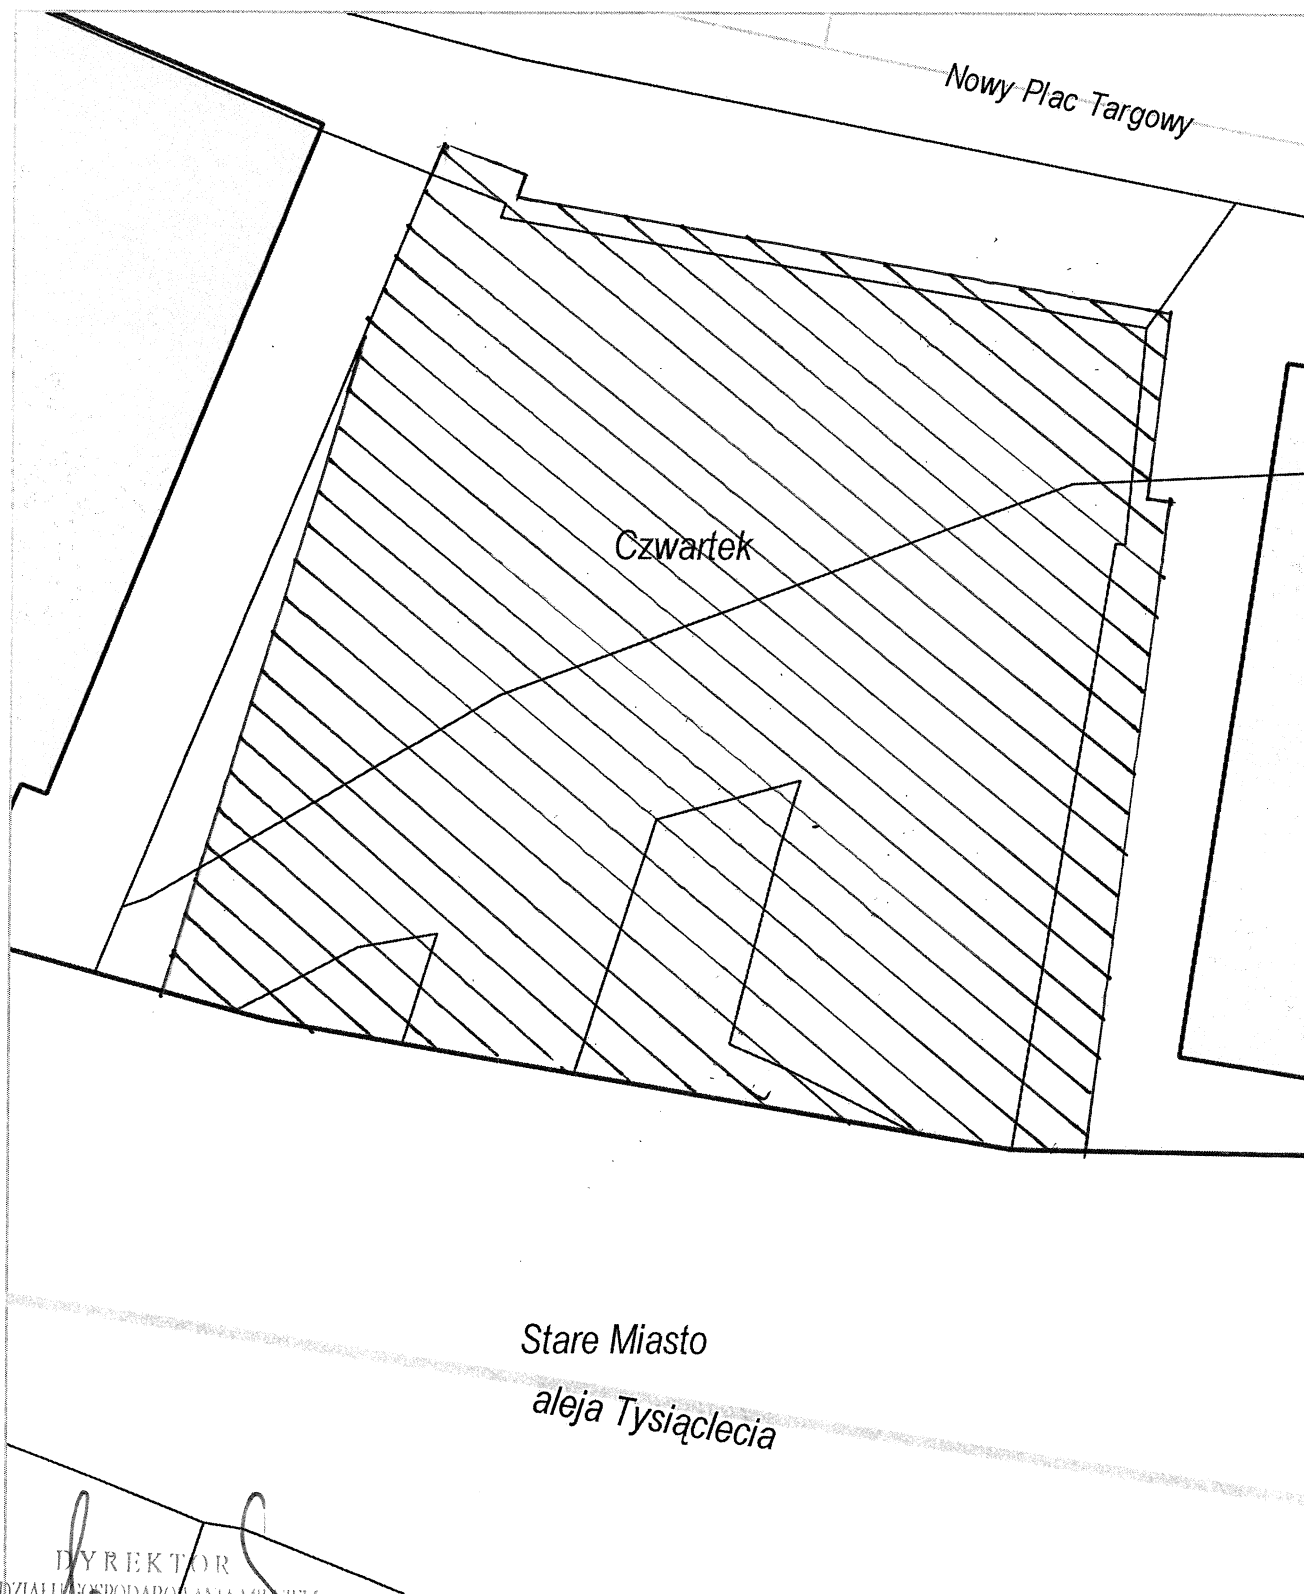 Nowy Plac Targowy
Czwartek
Stare Miasto
aleja Tysiąclecia
DYREKTOR